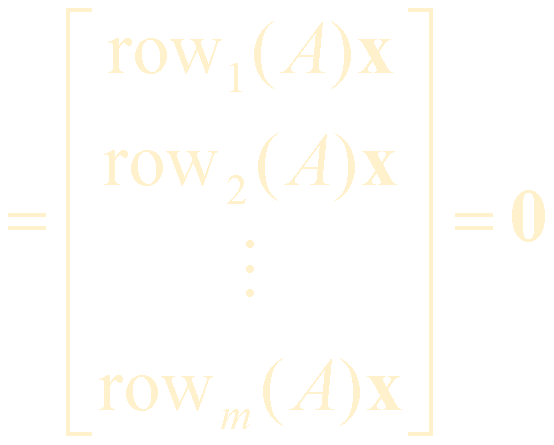 row₁(A)x
row₂(A)x
= ⋮ = 0
rowₘ(A)x